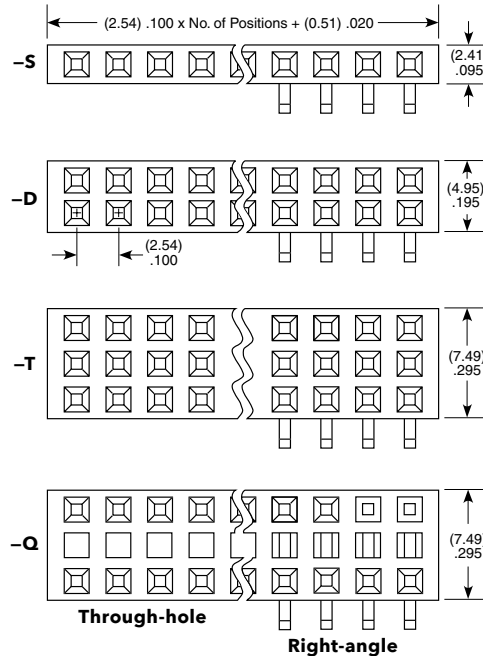 (2.54) .100 x No. of Positions + (0.51) .020
–S
(2.41)
.095
–D
(4.95)
.195
(2.54)
.100
–T
(7.49)
.295
–Q
(7.49)
.295
Through-hole
Right-angle